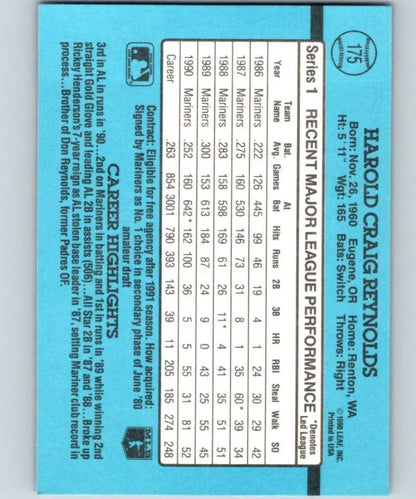 175
HAROLD CRAIG REYNOLDS
Born: Nov. 26, 1960 Eugene, OR Home: Renton, WA
Ht: 5'11" Wgt: 165 Bats: Switch Throws: Right
© 1990 LEAF, INC.
Printed in USA
Series 1 RECENT MAJOR LEAGUE PERFORMANCE *Denotes Led League
Year Team Name Bat. Avg. Games At Bat Hits Runs 2B 3B HR RBI Steal Walk SO
1986 Mariners .222 126 445 99 46 19 4 1 24 30 29 42
1987 Mariners .275 160 530 146 73 31 8 1 35 60* 39 34
1988 Mariners .283 158 598 169 61 26 11* 4 41 35 51 51
1989 Mariners .300 153 613 184 87 24 9 0 43 25 55 45
1990 Mariners .252 160 642* 162 100 36 5 5 55 31 81 52
Career .263 854 3001 790 393 143 39 11 205 185 274 248
Contract: Eligible for free agency after 1991 season. How acquired:
Signed by Mariners as No. 1 choice in secondary phase of June '80
amateur draft
CAREER HIGHLIGHTS
3rd in AL in runs in '90...2nd on Mariners in batting and 1st in runs in '89 while winning 2nd
straight Gold Glove and leading AL 2B in assists (506)...All Star 2B in '87 and '88...Broke up
Rickey Henderson's 7-year reign as AL stolen base leader in '87, setting Mariner club record in
process...Brother of Don Reynolds, former Padres OF.